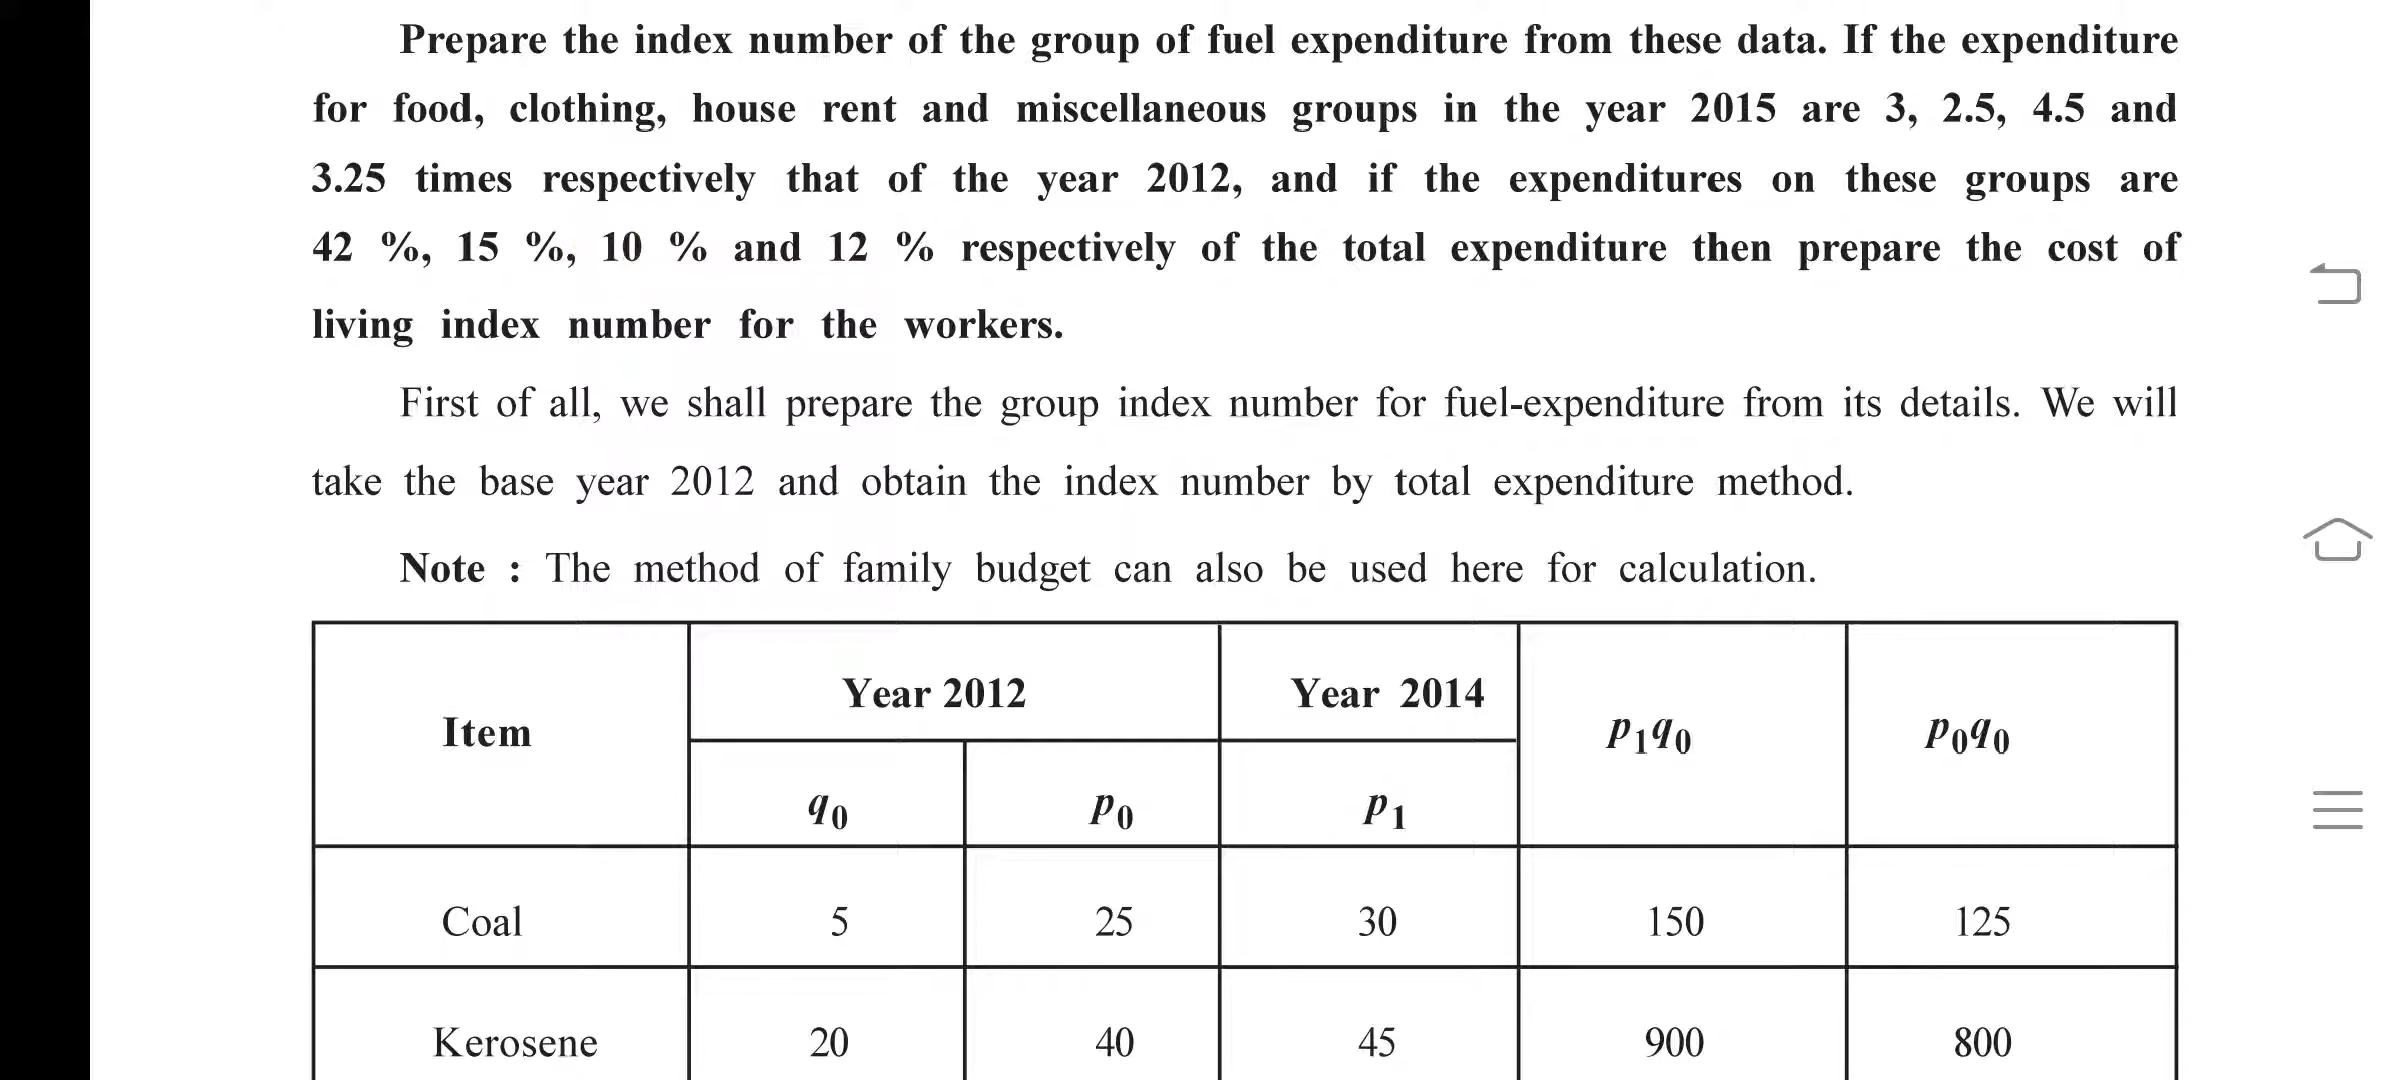 Prepare the index number of the group of fuel expenditure from these data. If the expenditure
for food, clothing, house rent and miscellaneous groups in the year 2015 are 3, 2.5, 4.5 and
3.25 times respectively that of the year 2012, and if the expenditures on these groups are
42 %, 15 %, 10 % and 12 % respectively of the total expenditure then prepare the cost of
living index number for the workers.
First of all, we shall prepare the group index number for fuel-expenditure from its details. We will
take the base year 2012 and obtain the index number by total expenditure method.
Note : The method of family budget can also be used here for calculation.
Item Year 2012 Year 2014 p₁q₀ p₀q₀
q₀ p₀ p₁
Coal 5 25 30 150 125
Kerosene 20 40 45 900 800